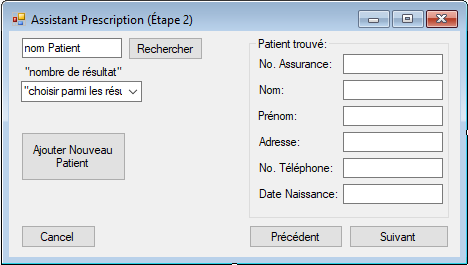 Assistant Prescription (Étape 2)
nom Patient
Rechercher
"nombre de résultat"
"choisir parmi les résu
Ajouter Nouveau
Patient
Cancel
Patient trouvé:
No. Assurance:
Nom:
Prénom:
Adresse:
No. Téléphone:
Date Naissance:
Précédent
Suivant